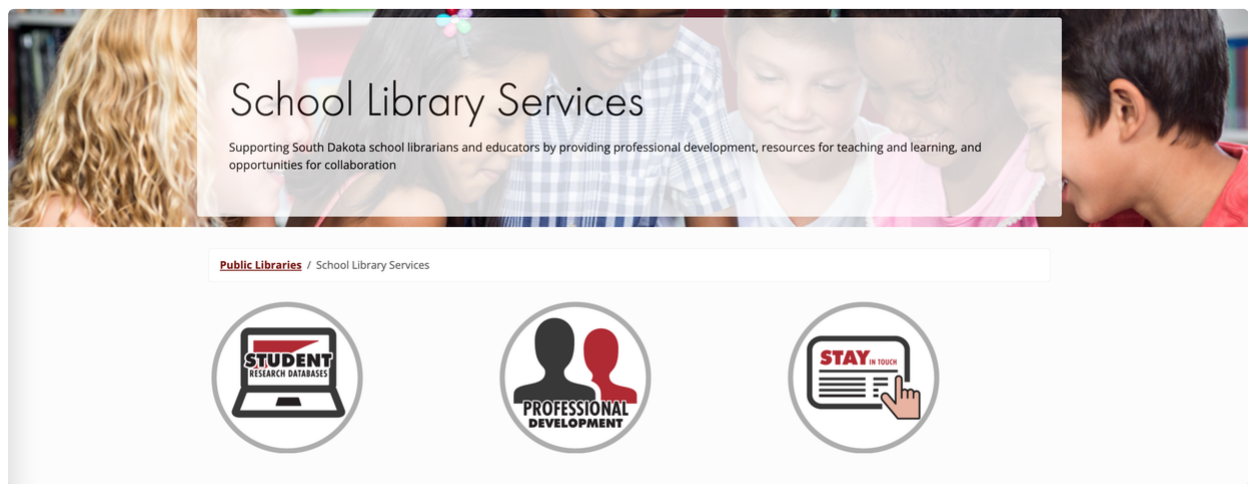 School Library Services
Supporting South Dakota school librarians and educators by providing professional development, resources for teaching and learning, and
opportunities for collaboration
Public Libraries / School Library Services
STUDENT
RESEARCH DATABASES
PROFESSIONAL
DEVELOPMENT
STAY IN TOUCH